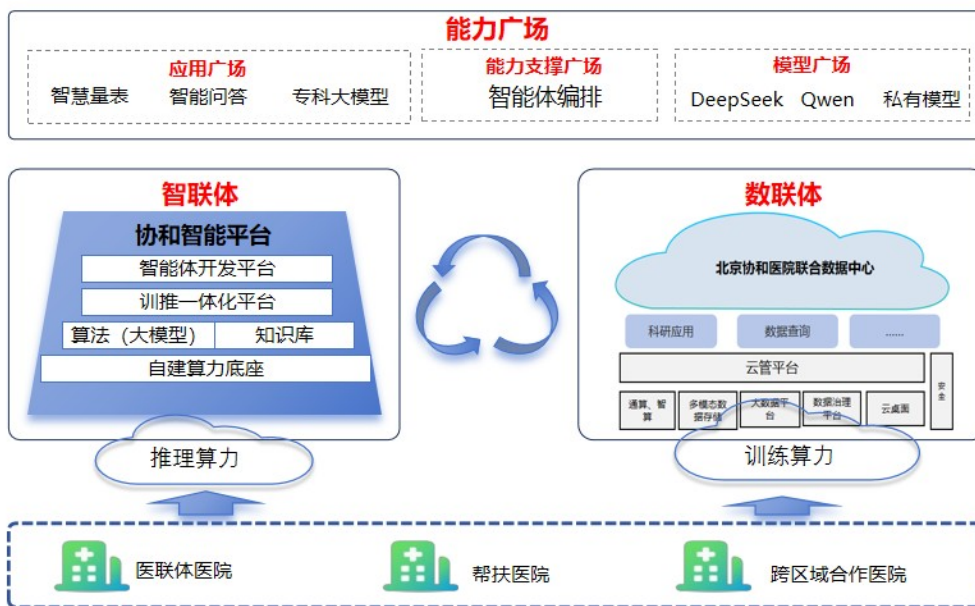 能力广场
应用广场
智慧量表 智能问答 专科大模型
能力支撑广场
智能体编排
模型广场
DeepSeek Qwen 私有模型
智联体
协和智能平台
智能体开发平台
训推一体化平台
算法（大模型） 知识库
自建算力底座
推理算力
数联体
北京协和医院联合数据中心
科研应用 数据查询 ......
云管平台
安全
通算、智
算
多模态数
据存储
大数据平
台
数据治理
平台
云桌面
训练算力
医联体医院 帮扶医院 跨区域合作医院